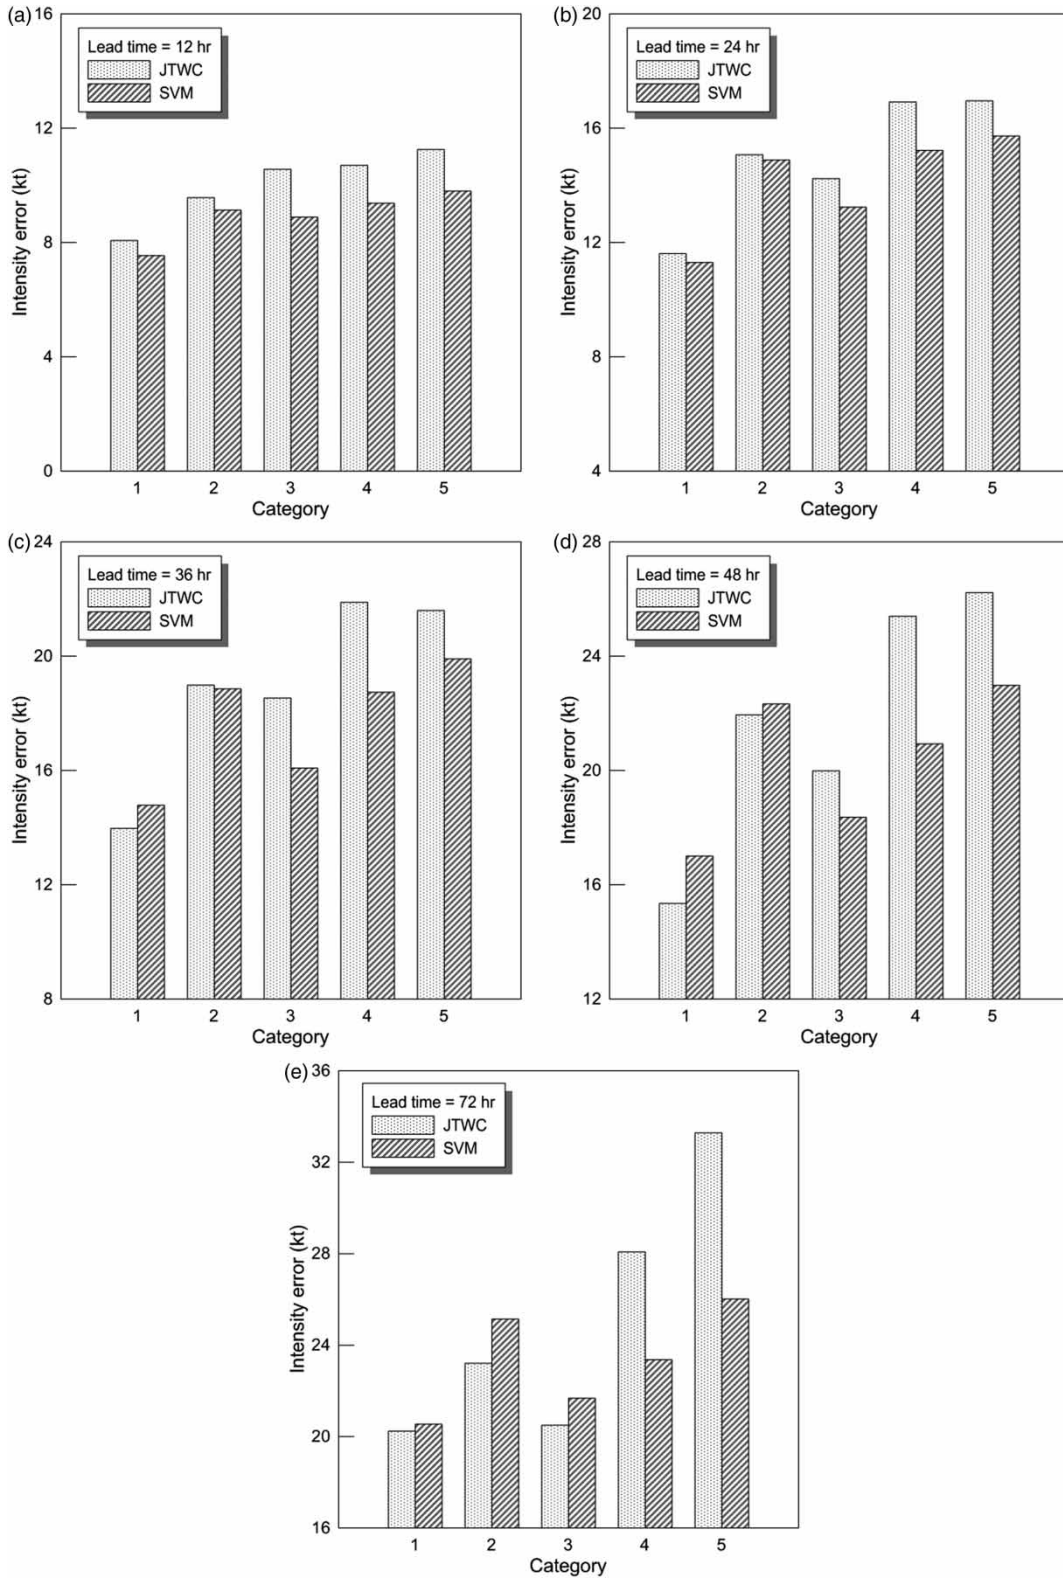 (a)
16
12
8
4
0
Intensity error (kt)
Lead time = 12 hr
JTWC
SVM
1 2 3 4 5
Category
(b)
20
16
12
8
4
Intensity error (kt)
Lead time = 24 hr
JTWC
SVM
1 2 3 4 5
Category
(c)
24
20
16
12
8
Intensity error (kt)
Lead time = 36 hr
JTWC
SVM
1 2 3 4 5
Category
(d)
28
24
20
16
12
Intensity error (kt)
Lead time = 48 hr
JTWC
SVM
1 2 3 4 5
Category
(e)
36
32
28
24
20
16
Intensity error (kt)
Lead time = 72 hr
JTWC
SVM
1 2 3 4 5
Category